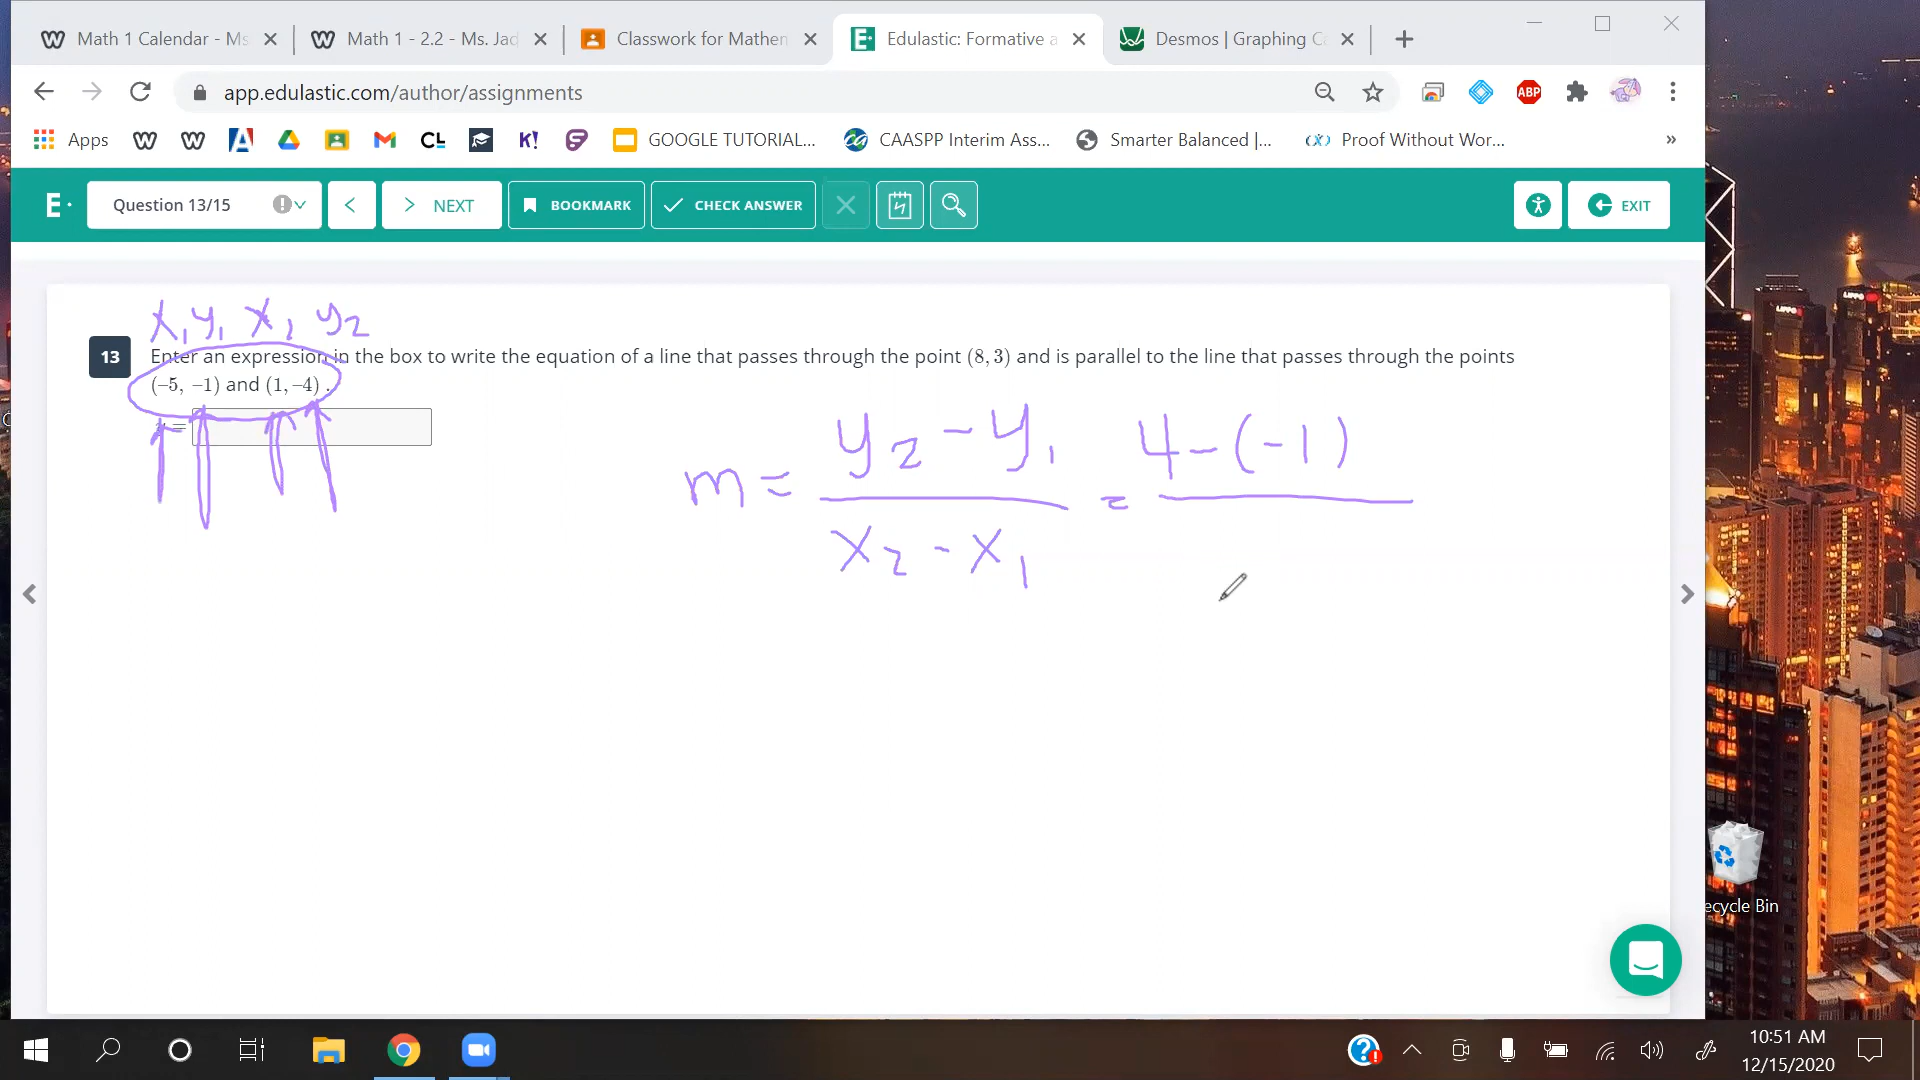 Math 1 Calendar - Ms
Math 1 - 2.2 - Ms. Jad
Classwork for Mathen
Edulastic: Formative a
Desmos | Graphing C
app.edulastic.com/author/assignments
ABP
Apps
CL
K!
GOOGLE TUTORIAL...
CAASPP Interim Ass...
Smarter Balanced |...
Proof Without Wor...
»
E
Question 13/15
NEXT
BOOKMARK
CHECK ANSWER
EXIT
x₁ y₁ x₂ y₂
13
Enter an expression in the box to write the equation of a line that passes through the point (8, 3) and is parallel to the line that passes through the points
(–5, –1) and (1, –4) .
y =
m = y₂ - y₁ = 4 - (-1)
x₂ - x₁
ecycle Bin
10:51 AM
12/15/2020